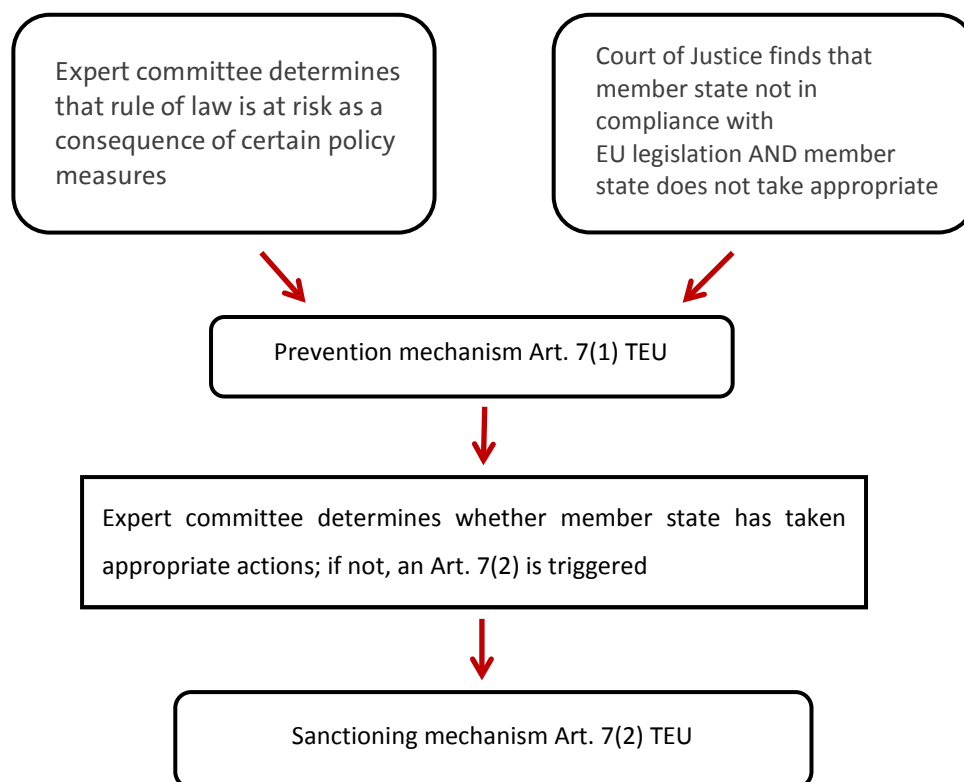 Expert committee determines
that rule of law is at risk as a
consequence of certain policy
measures
Court of Justice finds that
member state not in
compliance with
EU legislation AND member
state does not take appropriate
Prevention mechanism Art. 7(1) TEU
Expert committee determines whether member state has taken
appropriate actions; if not, an Art. 7(2) is triggered
Sanctioning mechanism Art. 7(2) TEU